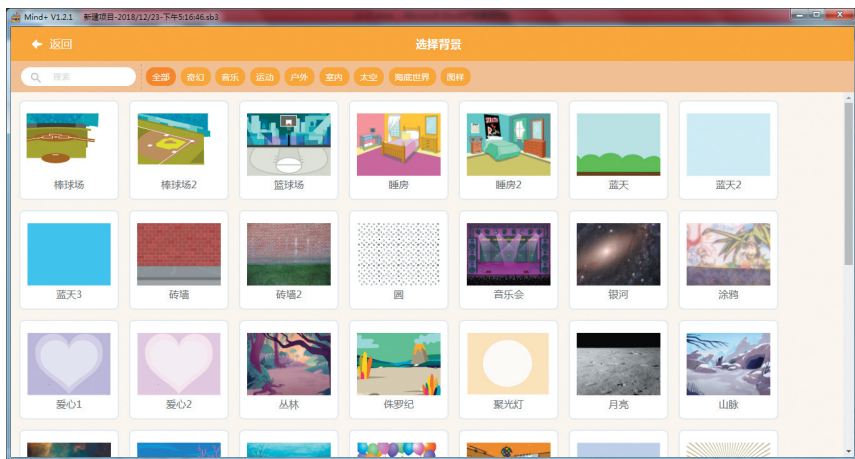 Mind+ V1.2.1 新建项目-2018/12/23-下午5:16:46.sb3
返回
选择背景
搜索 全部 奇幻 音乐 运动 户外 室内 太空 海底世界 图样
棒球场 棒球场2 篮球场 睡房 睡房2 蓝天 蓝天2
蓝天3 砖墙 砖墙2 圆 音乐会 银河 涂鸦
爱心1 爱心2 丛林 侏罗纪 聚光灯 月亮 山脉